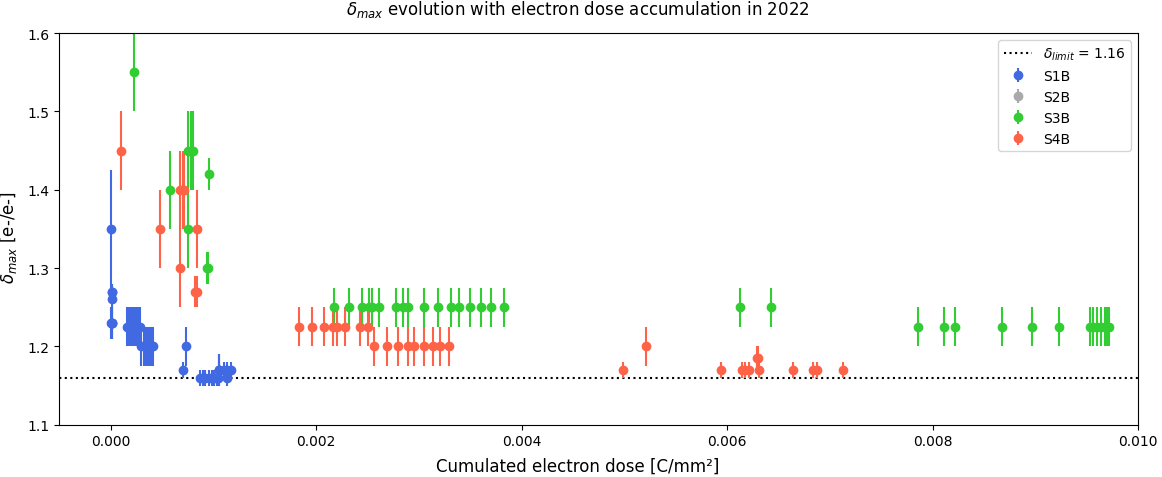 δmax evolution with electron dose accumulation in 2022
δmax [e-/e-]
1.6
1.5
1.4
1.3
1.2
1.1
0.000 0.002 0.004 0.006 0.008 0.010
Cumulated electron dose [C/mm²]
δlimit = 1.16
S1B
S2B
S3B
S4B